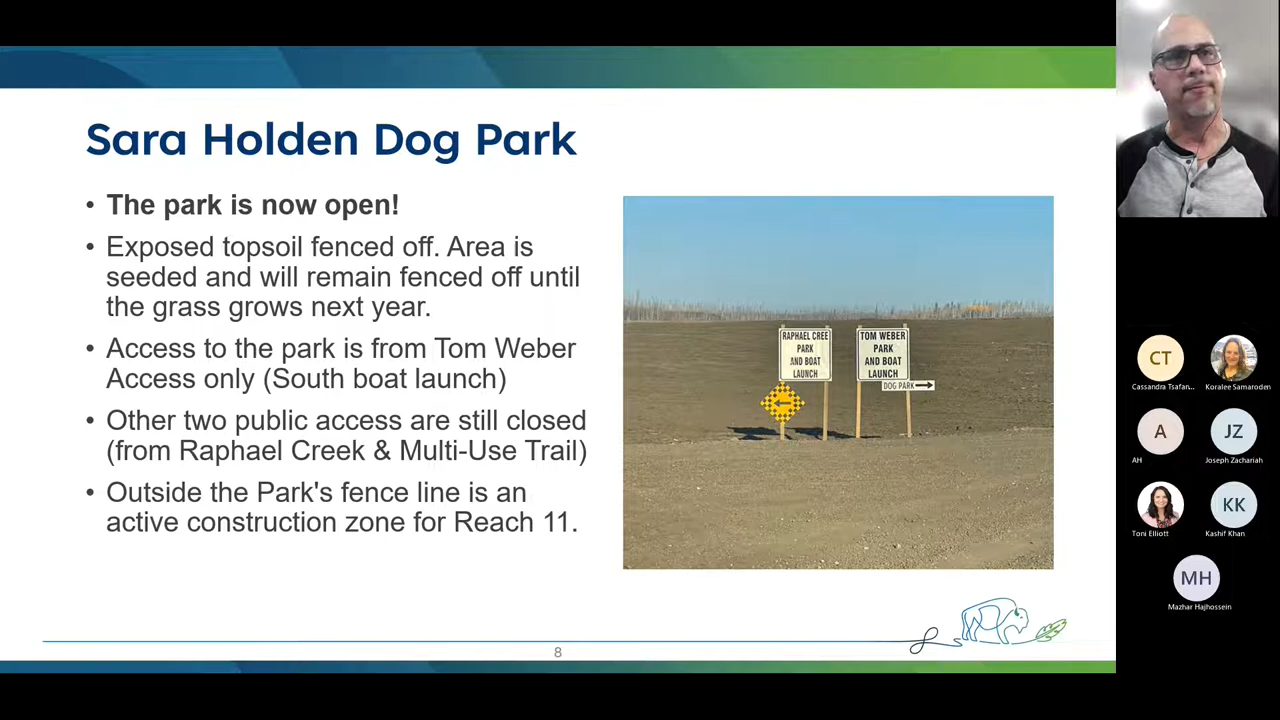 Sara Holden Dog Park
• The park is now open!
• Exposed topsoil fenced off. Area is
seeded and will remain fenced off until
the grass grows next year.
• Access to the park is from Tom Weber
Access only (South boat launch)
• Other two public access are still closed
(from Raphael Creek & Multi-Use Trail)
• Outside the Park's fence line is an
active construction zone for Reach 11.
RAPHAEL CREE
PARK
AND BOAT
LAUNCH
TOM WEBER
PARK
AND BOAT
LAUNCH
DOG PARK
8
CT
Cassandra Tsafan...
Koralee Samaroden
A
AH
JZ
Joseph Zachariah
Toni Elliott
KK
Kashif Khan
MH
Mazhar Hajhossein